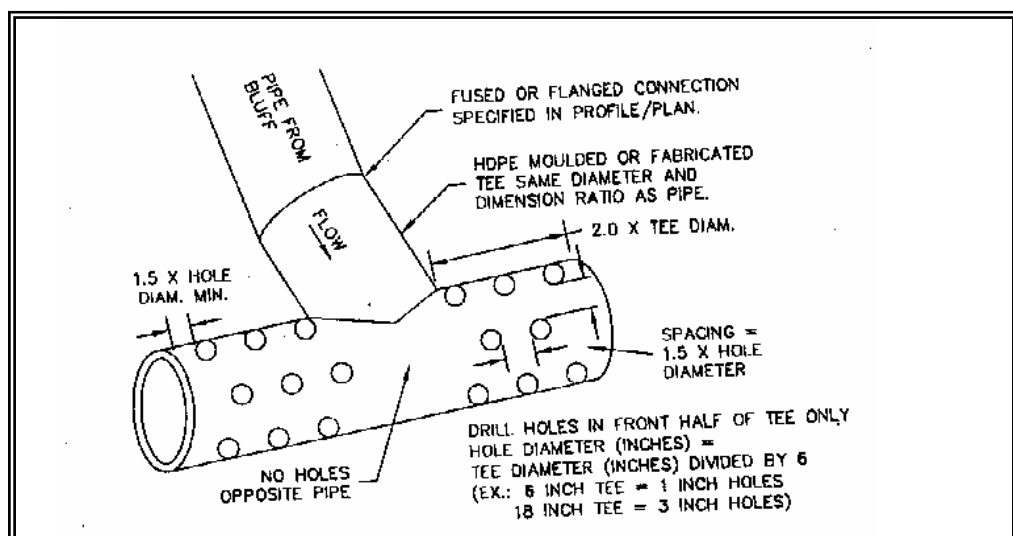 PIPE FROM
BLUFF
FUSED OR FLANGED CONNECTION
SPECIFIED IN PROFILE/PLAN.
HDPE MOULDED OR FABRICATED
TEE SAME DIAMETER AND
DIMENSION RATIO AS PIPE.
FLOW
2.0 X TEE DIAM.
1.5 X HOLE
DIAM. MIN.
SPACING =
1.5 X HOLE
DIAMETER
DRILL HOLES IN FRONT HALF OF TEE ONLY
HOLE DIAMETER (INCHES) =
TEE DIAMETER (INCHES) DIVIDED BY 6
(EX.: 6 INCH TEE = 1 INCH HOLES
18 INCH TEE = 3 INCH HOLES)
NO HOLES
OPPOSITE PIPE